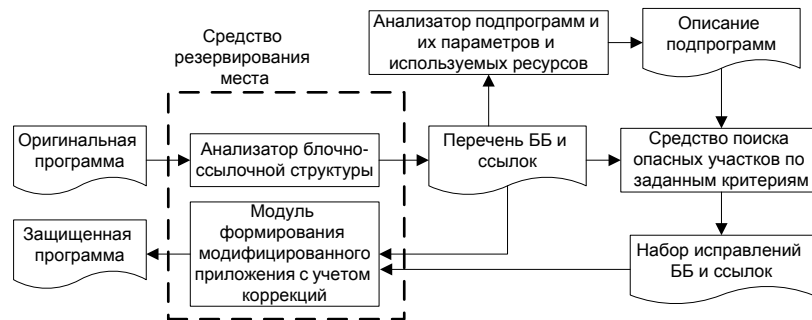 Средство
резервирования
места
Анализатор подпрограмм и
их параметров и
используемых ресурсов
Описание
подпрограмм
Оригинальная
программа
Анализатор блочно-
ссылочной структуры
Перечень ББ и
ссылок
Средство поиска
опасных участков по
заданным критериям
Защищенная
программа
Модуль
формирования
модифицированного
приложения с учетом
коррекций
Набор исправлений
ББ и ссылок